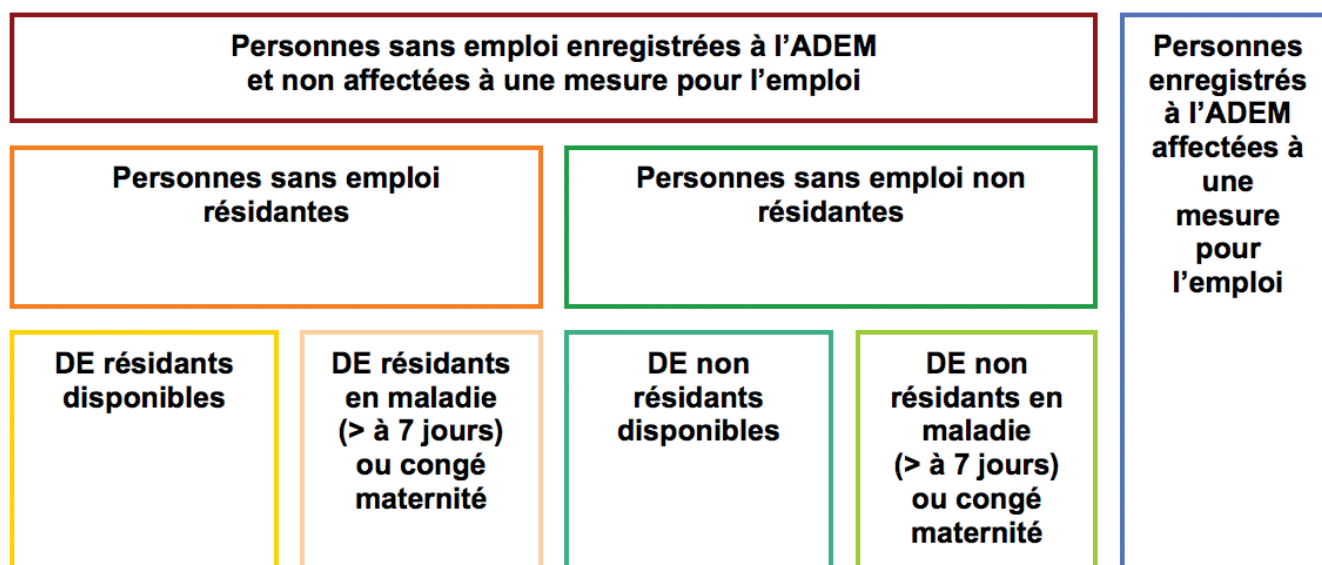 Personnes sans emploi enregistrées à l’ADEM
et non affectées à une mesure pour l’emploi
Personnes
enregistrés
à l’ADEM
affectées à
une
mesure
pour
l’emploi
Personnes sans emploi
résidantes
Personnes sans emploi non
résidantes
DE résidants
disponibles
DE résidants
en maladie
(> à 7 jours)
ou congé
maternité
DE non
résidants
disponibles
DE non
résidants en
maladie
(> à 7 jours)
ou congé
maternité